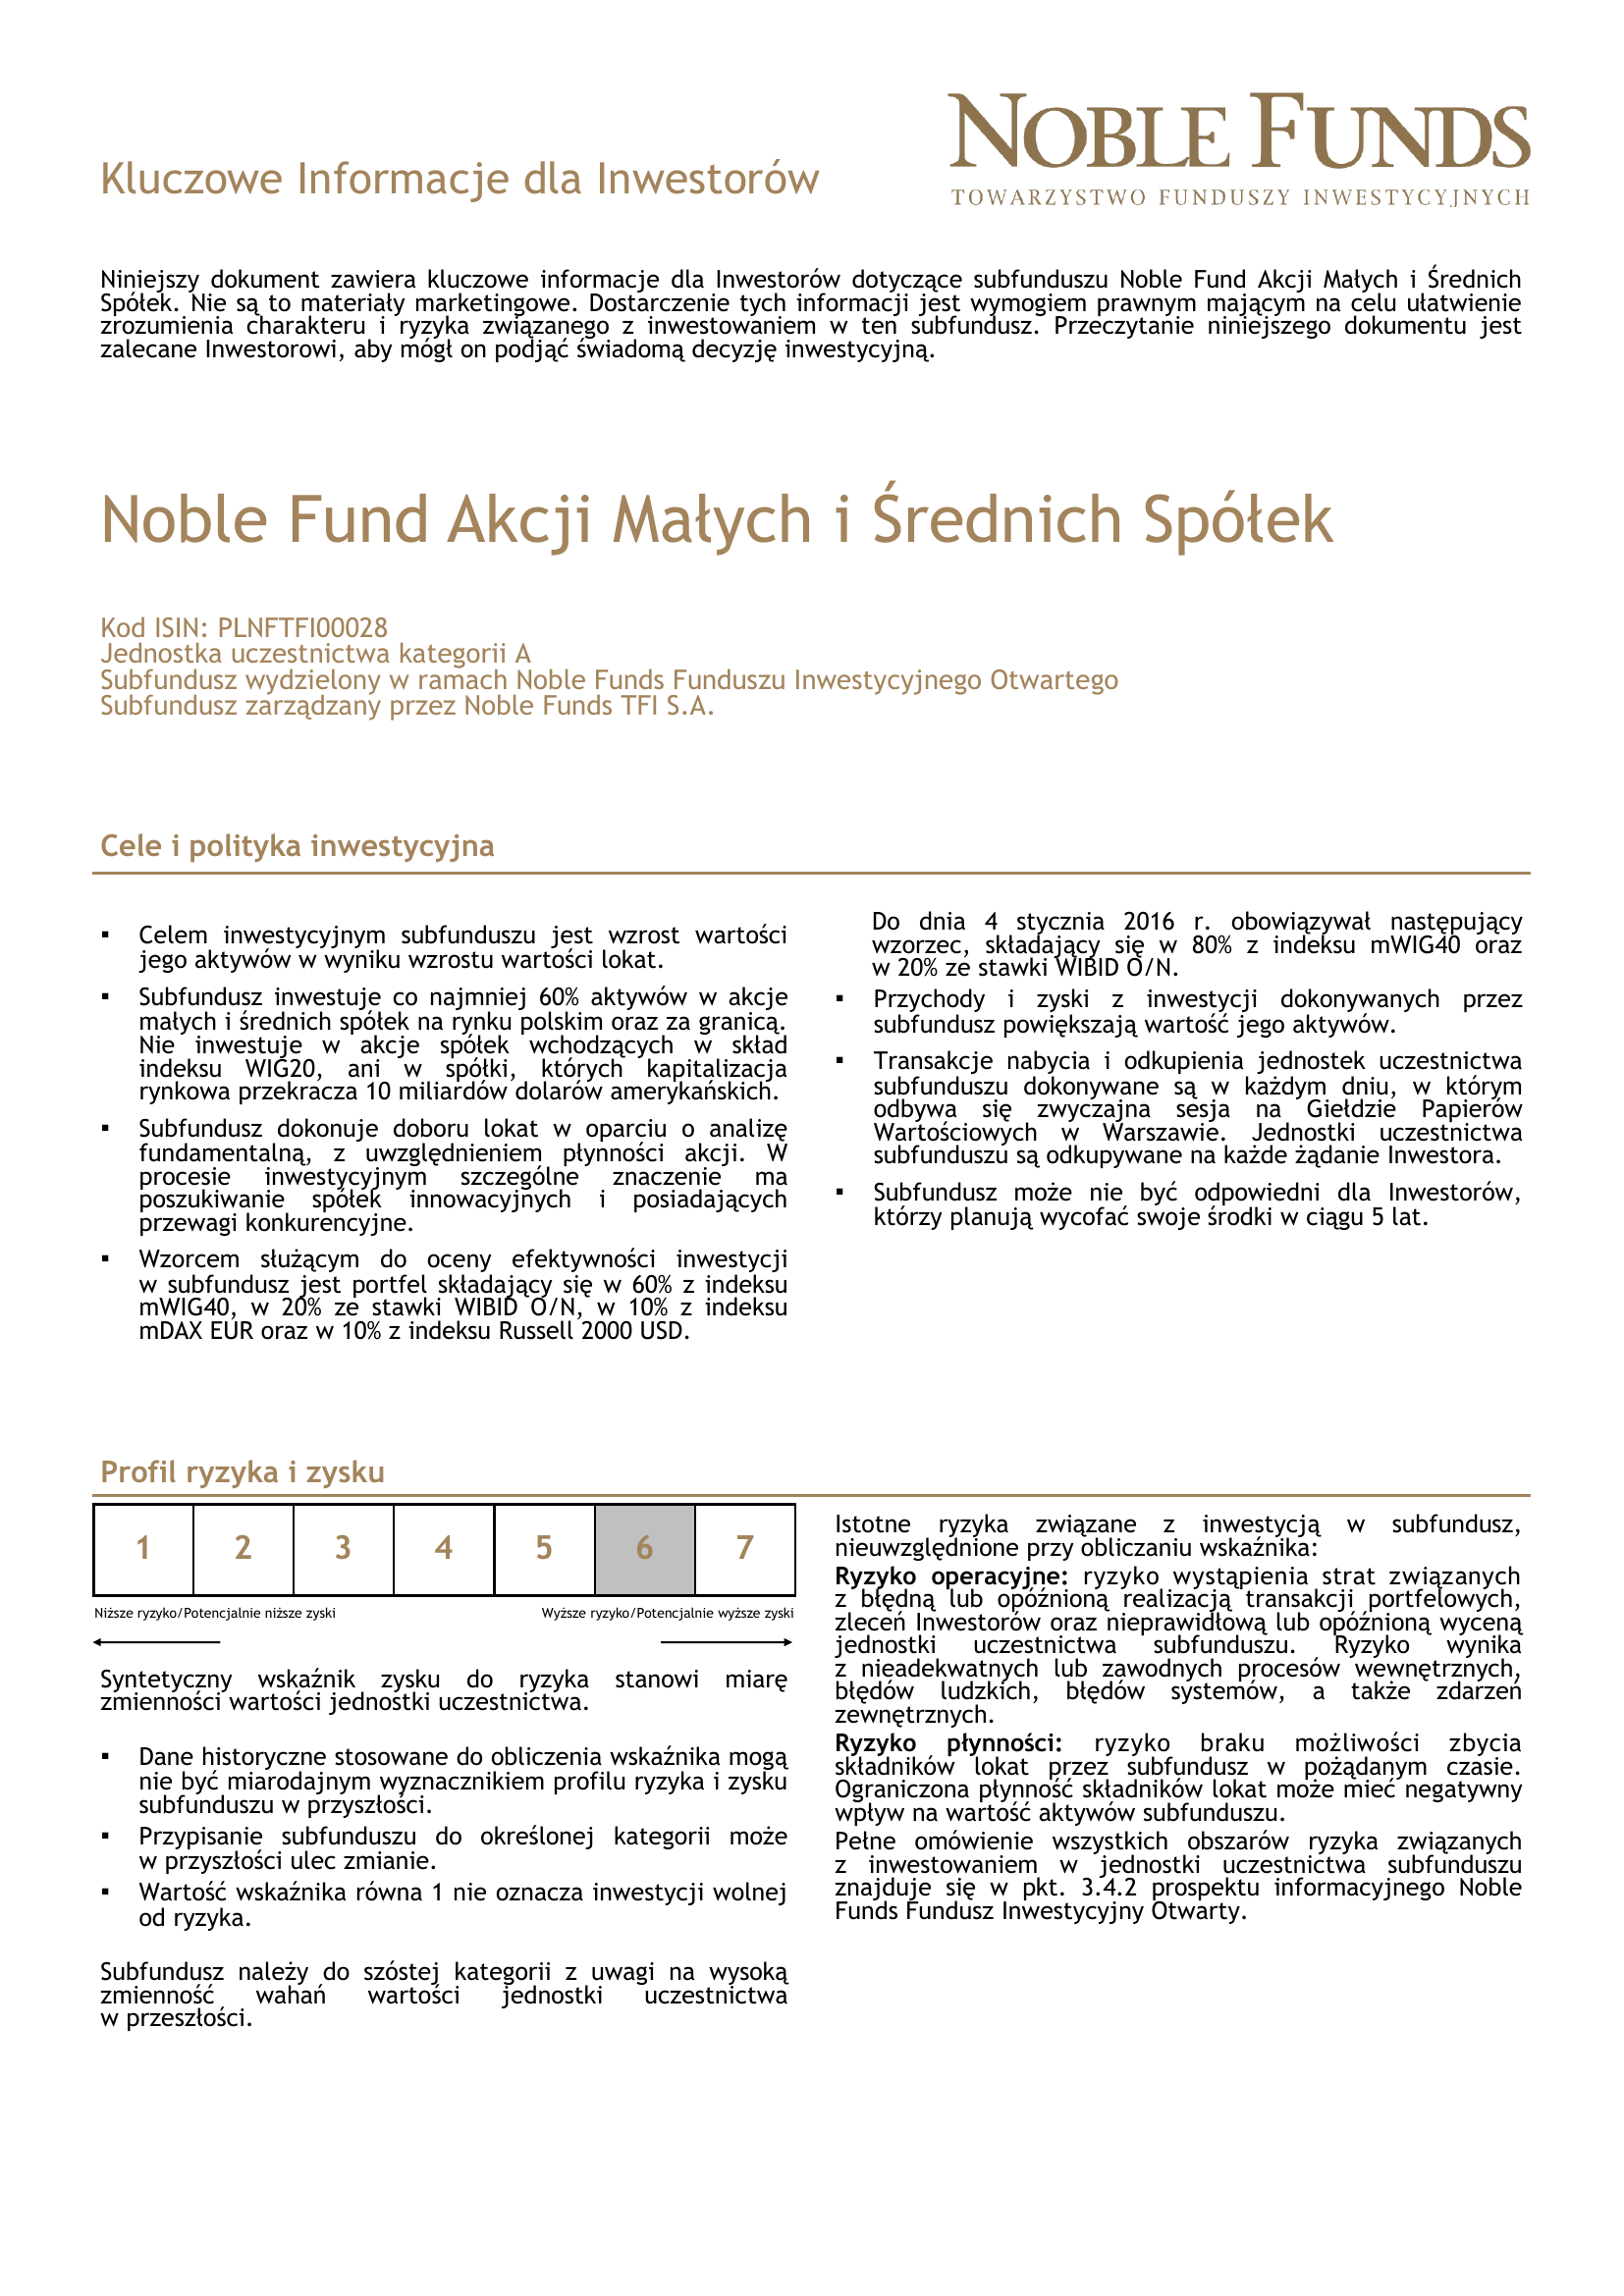 NOBLE FUNDS
TOWARZYSTWO FUNDUSZY INWESTYCYJNYCH
Kluczowe Informacje dla Inwestorów
Niniejszy dokument zawiera kluczowe informacje dla Inwestorów dotyczące subfunduszu Noble Fund Akcji Małych i Średnich
Spółek. Nie są to materiały marketingowe. Dostarczenie tych informacji jest wymogiem prawnym mającym na celu ułatwienie
zrozumienia charakteru i ryzyka związanego z inwestowaniem w ten subfundusz. Przeczytanie niniejszego dokumentu jest
zalecane Inwestorowi, aby mógł on podjąć świadomą decyzję inwestycyjną.
Noble Fund Akcji Małych i Średnich Spółek
Kod ISIN: PLNFTFI00028
Jednostka uczestnictwa kategorii A
Subfundusz wydzielony w ramach Noble Funds Funduszu Inwestycyjnego Otwartego
Subfundusz zarządzany przez Noble Funds TFI S.A.
Cele i polityka inwestycyjna
▪ Celem inwestycyjnym subfunduszu jest wzrost wartości
jego aktywów w wyniku wzrostu wartości lokat.
▪ Subfundusz inwestuje co najmniej 60% aktywów w akcje
małych i średnich spółek na rynku polskim oraz za granicą.
Nie inwestuje w akcje spółek wchodzących w skład
indeksu WIG20, ani w spółki, których kapitalizacja
rynkowa przekracza 10 miliardów dolarów amerykańskich.
▪ Subfundusz dokonuje doboru lokat w oparciu o analizę
fundamentalną, z uwzględnieniem płynności akcji. W
procesie inwestycyjnym szczególne znaczenie ma
poszukiwanie spółek innowacyjnych i posiadających
przewagi konkurencyjne.
▪ Wzorcem służącym do oceny efektywności inwestycji
w subfundusz jest portfel składający się w 60% z indeksu
mWIG40, w 20% ze stawki WIBID O/N, w 10% z indeksu
mDAX EUR oraz w 10% z indeksu Russell 2000 USD.
Do dnia 4 stycznia 2016 r. obowiązywał następujący
wzorzec, składający się w 80% z indeksu mWIG40 oraz
w 20% ze stawki WIBID O/N.
▪ Przychody i zyski z inwestycji dokonywanych przez
subfundusz powiększają wartość jego aktywów.
▪ Transakcje nabycia i odkupienia jednostek uczestnictwa
subfunduszu dokonywane są w każdym dniu, w którym
odbywa się zwyczajna sesja na Giełdzie Papierów
Wartościowych w Warszawie. Jednostki uczestnictwa
subfunduszu są odkupywane na każde żądanie Inwestora.
▪ Subfundusz może nie być odpowiedni dla Inwestorów,
którzy planują wycofać swoje środki w ciągu 5 lat.
Profil ryzyka i zysku
1 2 3 4 5 6 7
Niższe ryzyko/Potencjalnie niższe zyski Wyższe ryzyko/Potencjalnie wyższe zyski
Syntetyczny wskaźnik zysku do ryzyka stanowi miarę
zmienności wartości jednostki uczestnictwa.
▪ Dane historyczne stosowane do obliczenia wskaźnika mogą
nie być miarodajnym wyznacznikiem profilu ryzyka i zysku
subfunduszu w przyszłości.
▪ Przypisanie subfunduszu do określonej kategorii może
w przyszłości ulec zmianie.
▪ Wartość wskaźnika równa 1 nie oznacza inwestycji wolnej
od ryzyka.
Subfundusz należy do szóstej kategorii z uwagi na wysoką
zmienność wahań wartości jednostki uczestnictwa
w przeszłości.
Istotne ryzyka związane z inwestycją w subfundusz,
nieuwzględnione przy obliczaniu wskaźnika:
Ryzyko operacyjne: ryzyko wystąpienia strat związanych
z błędną lub opóźnioną realizacją transakcji portfelowych,
zleceń Inwestorów oraz nieprawidłową lub opóźnioną wyceną
jednostki uczestnictwa subfunduszu. Ryzyko wynika
z nieadekwatnych lub zawodnych procesów wewnętrznych,
błędów ludzkich, błędów systemów, a także zdarzeń
zewnętrznych.
Ryzyko płynności: ryzyko braku możliwości zbycia
składników lokat przez subfundusz w pożądanym czasie.
Ograniczona płynność składników lokat może mieć negatywny
wpływ na wartość aktywów subfunduszu.
Pełne omówienie wszystkich obszarów ryzyka związanych
z inwestowaniem w jednostki uczestnictwa subfunduszu
znajduje się w pkt. 3.4.2 prospektu informacyjnego Noble
Funds Fundusz Inwestycyjny Otwarty.